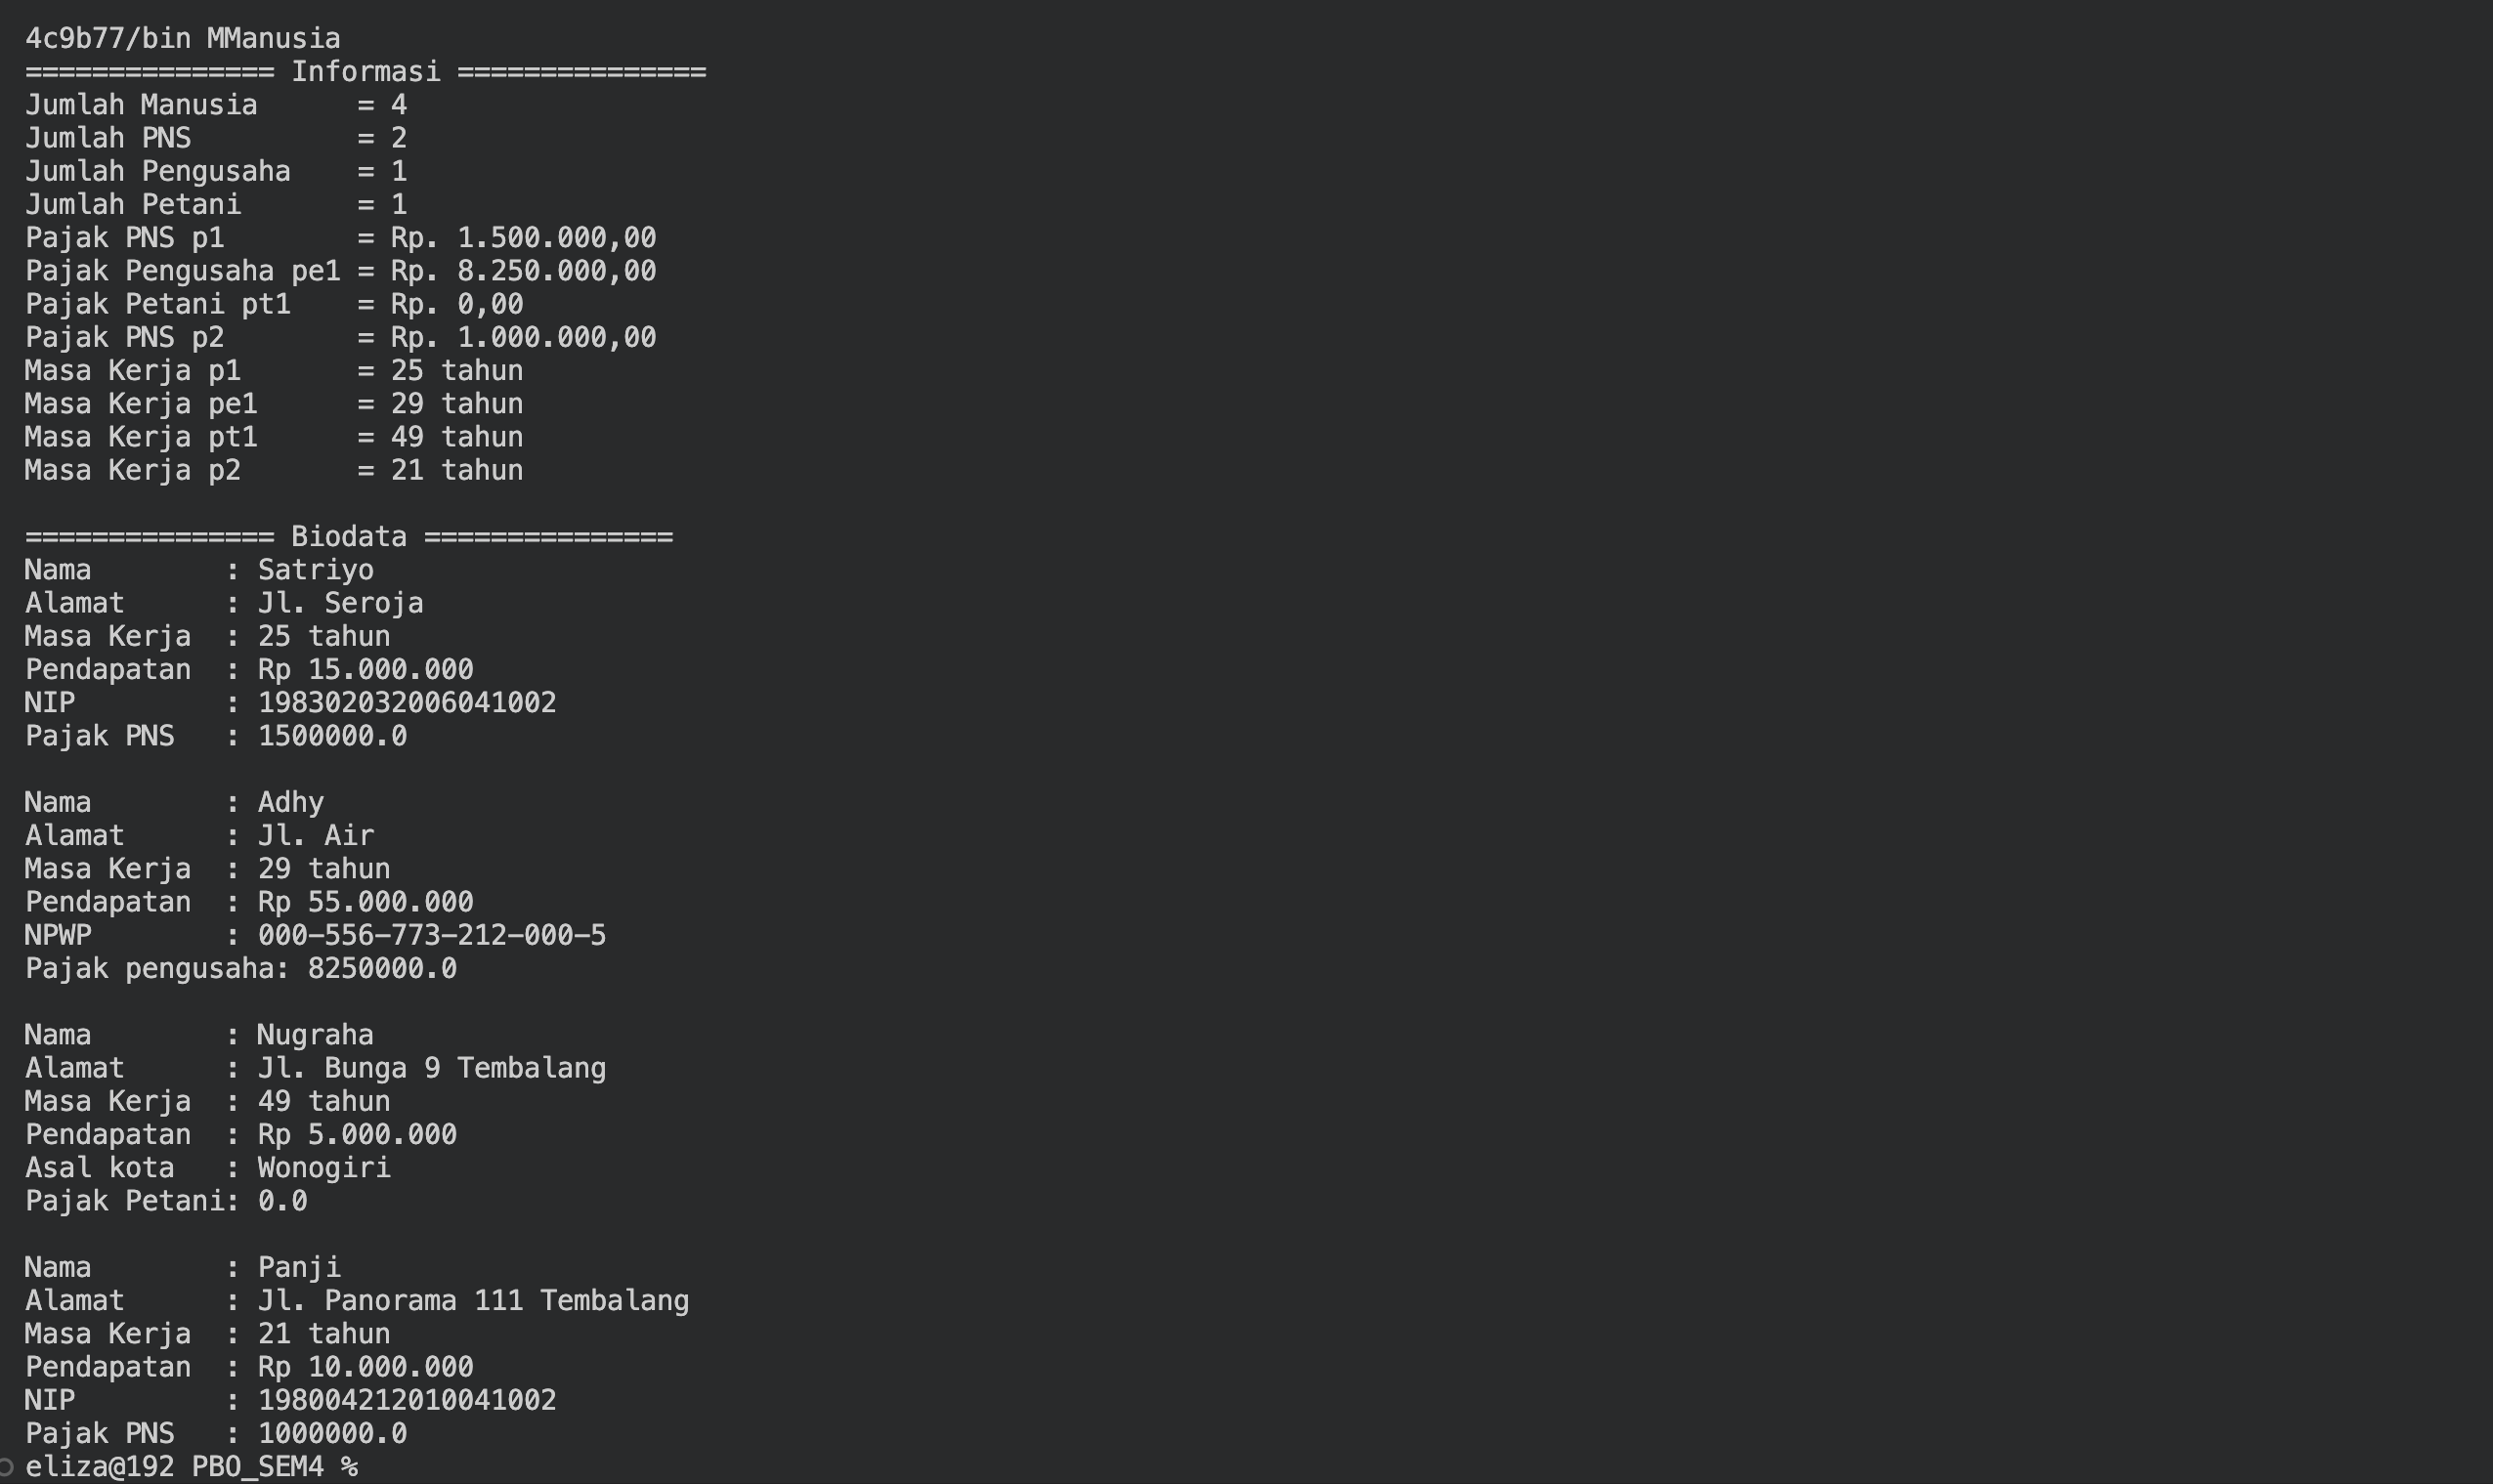 4c9b77/bin MManusia
=============== Informasi ===============
Jumlah Manusia      = 4
Jumlah PNS          = 2
Jumlah Pengusaha    = 1
Jumlah Petani       = 1
Pajak PNS p1        = Rp. 1.500.000,00
Pajak Pengusaha pe1 = Rp. 8.250.000,00
Pajak Petani pt1    = Rp. 0,00
Pajak PNS p2        = Rp. 1.000.000,00
Masa Kerja p1       = 25 tahun
Masa Kerja pe1      = 29 tahun
Masa Kerja pt1      = 49 tahun
Masa Kerja p2       = 21 tahun

=============== Biodata ===============
Nama        : Satriyo
Alamat      : Jl. Seroja
Masa Kerja  : 25 tahun
Pendapatan  : Rp 15.000.000
NIP         : 198302032006041002
Pajak PNS   : 1500000.0

Nama        : Adhy
Alamat      : Jl. Air
Masa Kerja  : 29 tahun
Pendapatan  : Rp 55.000.000
NPWP        : 000-556-773-212-000-5
Pajak pengusaha: 8250000.0

Nama        : Nugraha
Alamat      : Jl. Bunga 9 Tembalang
Masa Kerja  : 49 tahun
Pendapatan  : Rp 5.000.000
Asal kota   : Wonogiri
Pajak Petani: 0.0

Nama        : Panji
Alamat      : Jl. Panorama 111 Tembalang
Masa Kerja  : 21 tahun
Pendapatan  : Rp 10.000.000
NIP         : 198004212010041002
Pajak PNS   : 1000000.0
eliza@192 PBO_SEM4 %